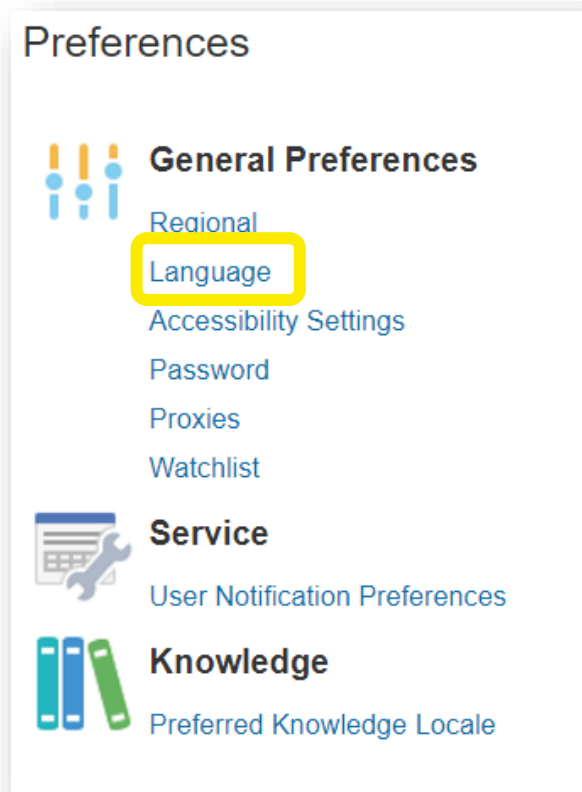 Preferences
General Preferences
Regional
Language
Accessibility Settings
Password
Proxies
Watchlist
Service
User Notification Preferences
Knowledge
Preferred Knowledge Locale